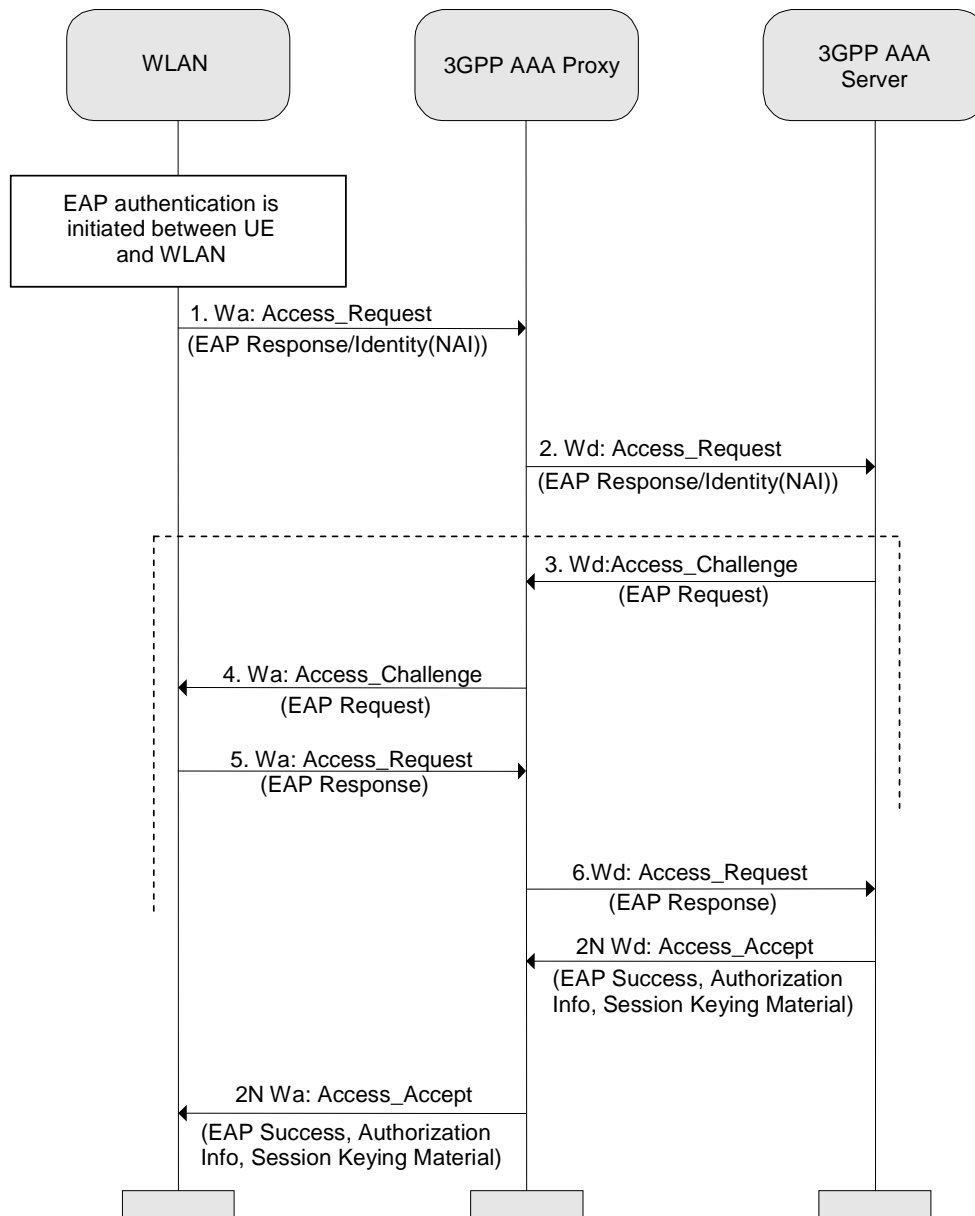 WLAN
3GPP AAA Proxy
3GPP AAA
Server
EAP authentication is
initiated between UE
and WLAN
1. Wa: Access_Request
(EAP Response/Identity(NAI))
2. Wd: Access_Request
(EAP Response/Identity(NAI))
3. Wd:Access_Challenge
(EAP Request)
4. Wa: Access_Challenge
(EAP Request)
5. Wa: Access_Request
(EAP Response)
6.Wd: Access_Request
(EAP Response)
2N Wd: Access_Accept
(EAP Success, Authorization
Info, Session Keying Material)
2N Wa: Access_Accept
(EAP Success, Authorization
Info, Session Keying Material)